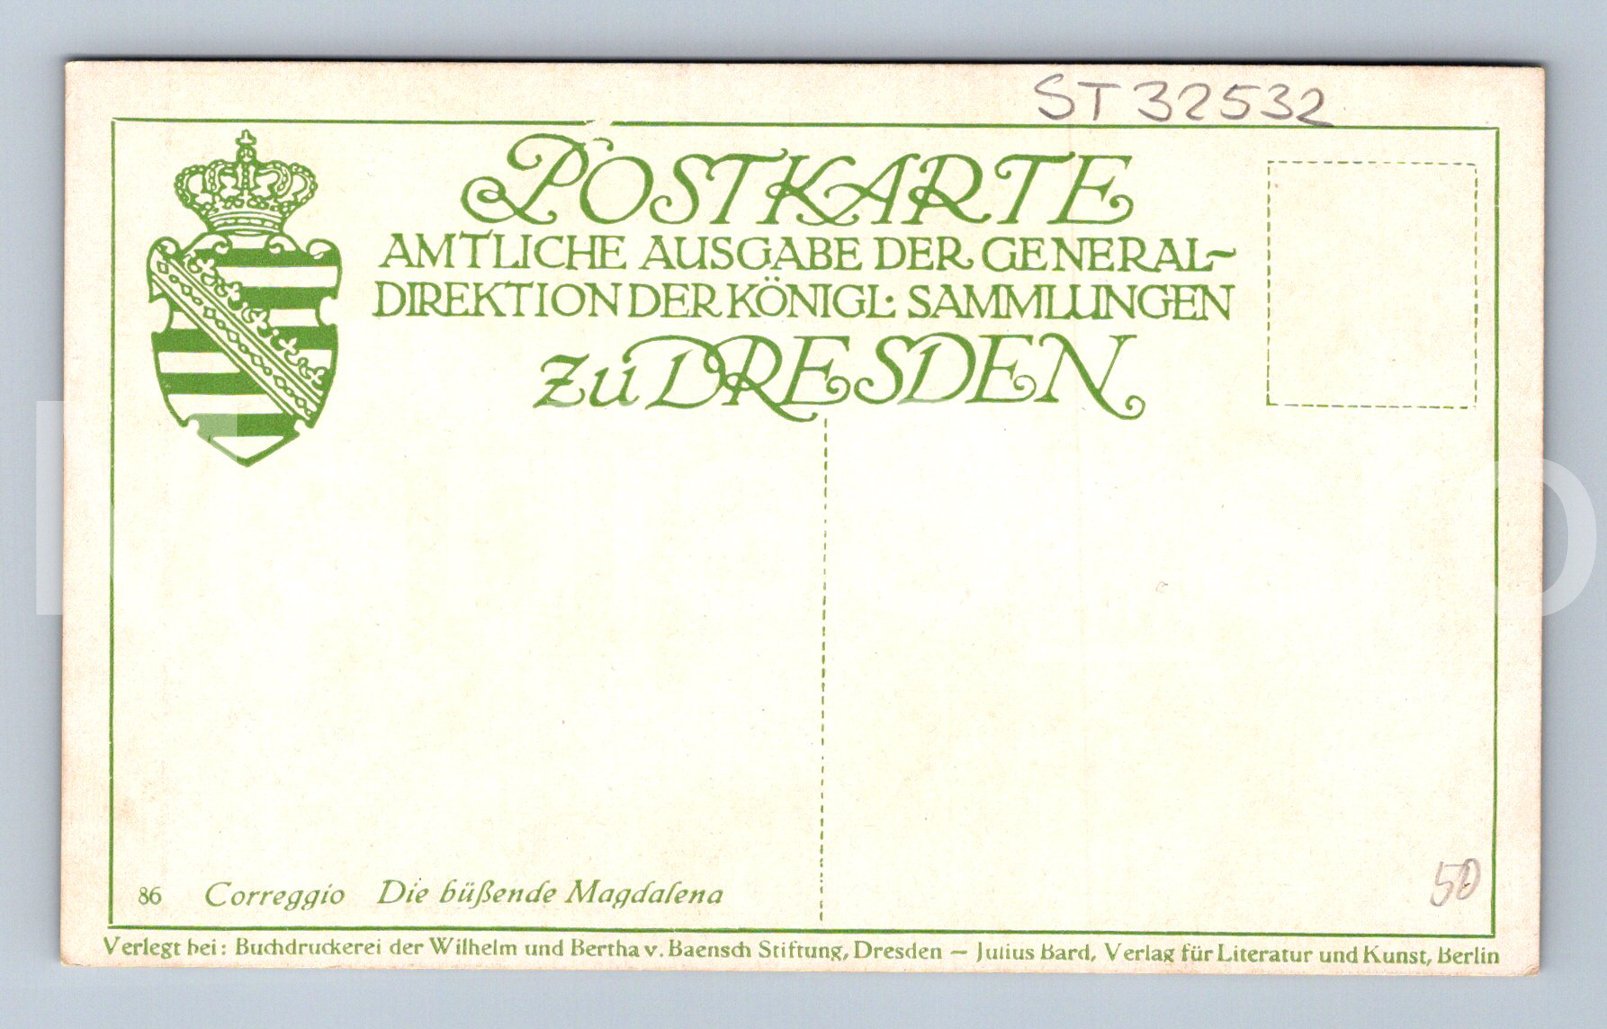 ST 32532
POSTKARTE
AMTLICHE AUSGABE DER GENERAL-
DIREKTION DER KÖNIGL. SAMMLUNGEN
zu DRESDEN
86 Correggio Die büßende Magdalena
50
Verlegt bei: Buchdruckerei der Wilhelm und Bertha v. Baensch Stiftung, Dresden — Julius Bard, Verlag für Literatur und Kunst, Berlin